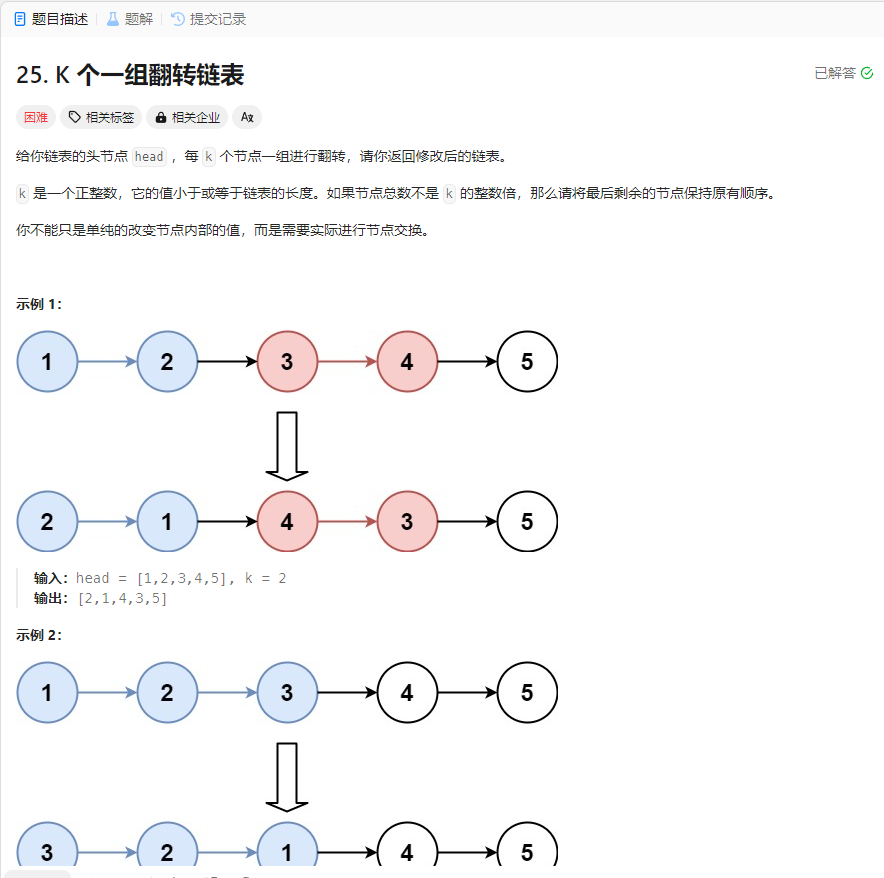 题目描述 题解 提交记录
25. K 个一组翻转链表 已解答
困难 相关标签 相关企业 Aあ
给你链表的头节点 head ，每 k 个节点一组进行翻转，请你返回修改后的链表。
k 是一个正整数，它的值小于或等于链表的长度。如果节点总数不是 k 的整数倍，那么请将最后剩余的节点保持原有顺序。
你不能只是单纯的改变节点内部的值，而是需要实际进行节点交换。
示例 1：
1 2 3 4 5
2 1 4 3 5
输入：head = [1,2,3,4,5], k = 2
输出：[2,1,4,3,5]
示例 2：
1 2 3 4 5
3 2 1 4 5